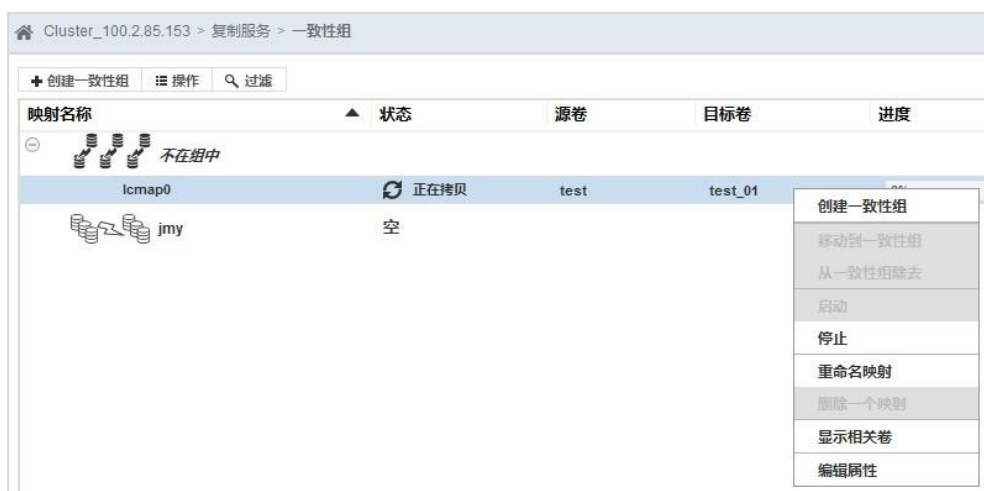 Cluster_100.2.85.153 > 复制服务 > 一致性组
创建一致性组 操作 过滤
映射名称 状态 源卷 目标卷 进度
不在组中
lcmap0 正在拷贝 test test_01
jmy 空
创建一致性组
移动到一致性组
从一致性组除去
启动
停止
重命名映射
删除一个映射
显示相关卷
编辑属性